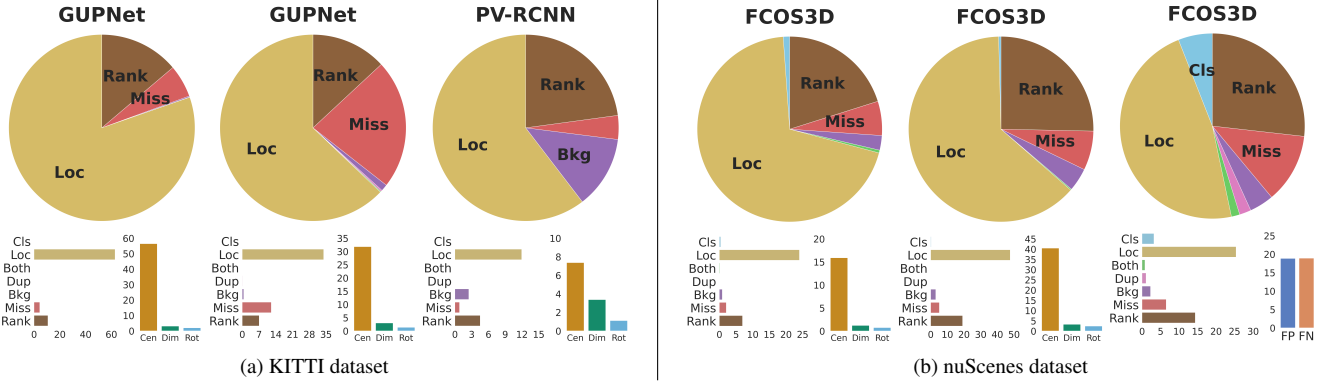 GUPNet
GUPNet
PV-RCNN
FCOS3D
FCOS3D
FCOS3D
Rank
Miss
Loc
Rank
Miss
Loc
Rank
Bkg
Loc
Rank
Miss
Loc
Rank
Miss
Loc
Cls
Rank
Miss
Loc
Cls
Loc
Both
Dup
Bkg
Miss
Rank
0 20 40 60
60
50
40
30
20
10
0
Cen Dim Rot
Cls
Loc
Both
Dup
Bkg
Miss
Rank
0 7 14 21 28 35
35
30
25
20
15
10
5
0
Cen Dim Rot
Cls
Loc
Both
Dup
Bkg
Miss
Rank
0 3 6 9 12 15
10
8
6
4
2
0
Cen Dim Rot
Cls
Loc
Both
Dup
Bkg
Miss
Rank
0 5 10 15 20 25
20
15
10
5
0
Cen Dim Rot
Cls
Loc
Both
Dup
Bkg
Miss
Rank
0 10 20 30 40 50
45
40
35
30
25
20
15
10
5
0
Cen Dim Rot
Cls
Loc
Both
Dup
Bkg
Miss
Rank
0 5 10 15 20 25 30
25
20
15
10
5
0
FP FN
(a) KITTI dataset
(b) nuScenes dataset